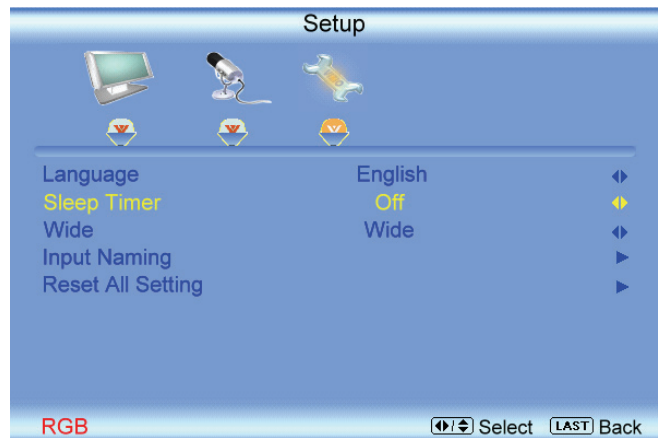 Setup
Language English
Sleep Timer Off
Wide Wide
Input Naming
Reset All Setting
RGB Select LAST Back